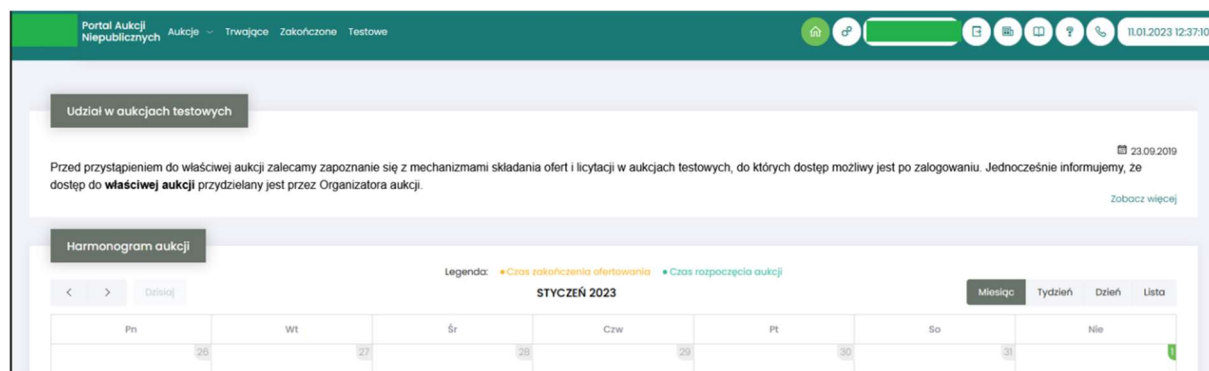 Portal Aukcji
Niepublicznych
Aukcje Trwające Zakończone Testowe
11.01.2023 12:37:10
Udział w aukcjach testowych
23.09.2019
Przed przystąpieniem do właściwej aukcji zalecamy zapoznanie się z mechanizmami składania ofert i licytacji w aukcjach testowych, do których dostęp możliwy jest po zalogowaniu. Jednocześnie informujemy, że
dostęp do właściwej aukcji przydzielany jest przez Organizatora aukcji.
Zobacz więcej
Harmonogram aukcji
Legenda: •Czas zakończenia ofertowania •Czas rozpoczęcia aukcji
< > Dzisiaj STYCZEŃ 2023 Miesiąc Tydzień Dzień Lista
Pn Wt Śr Czw Pt So Nie
26 27 28 29 30 31 1